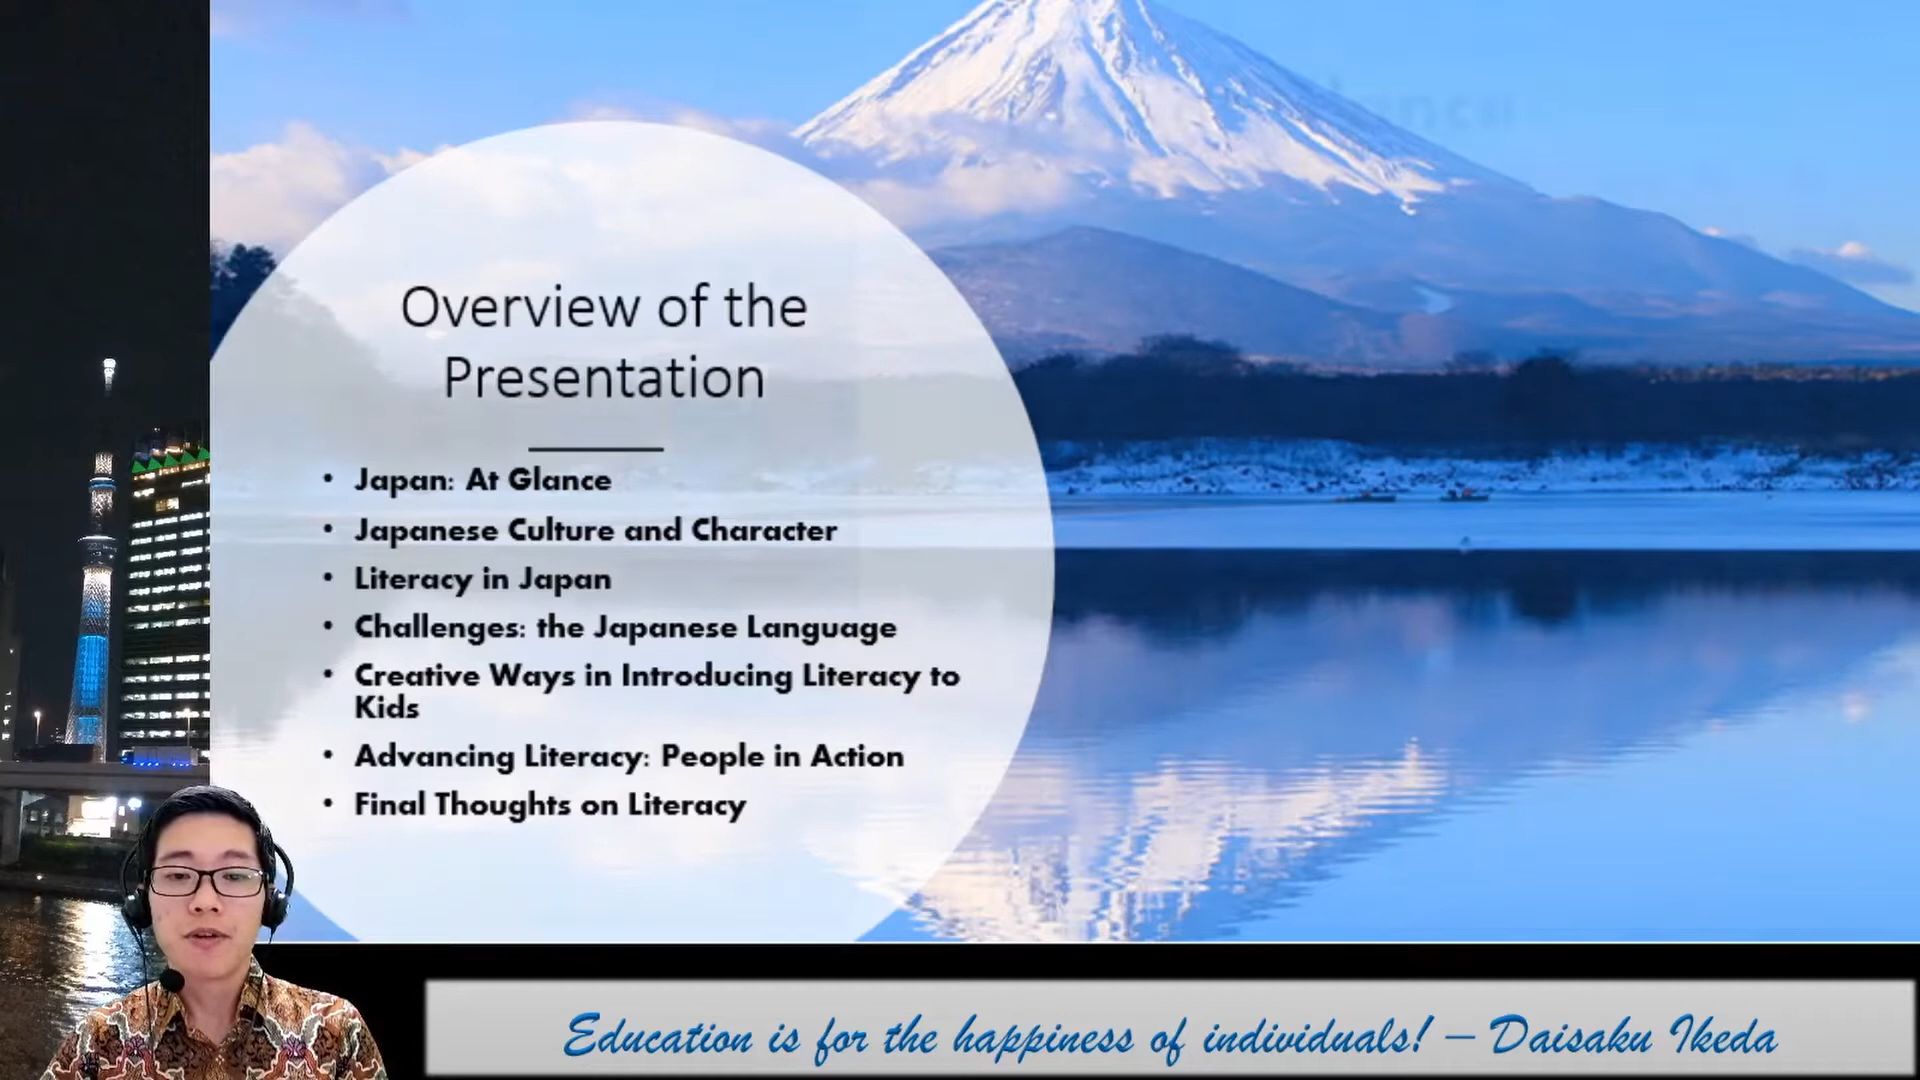 Overview of the
Presentation
• Japan: At Glance
• Japanese Culture and Character
• Literacy in Japan
• Challenges: the Japanese Language
• Creative Ways in Introducing Literacy to
Kids
• Advancing Literacy: People in Action
• Final Thoughts on Literacy
Education is for the happiness of individuals! – Daisaku Ikeda